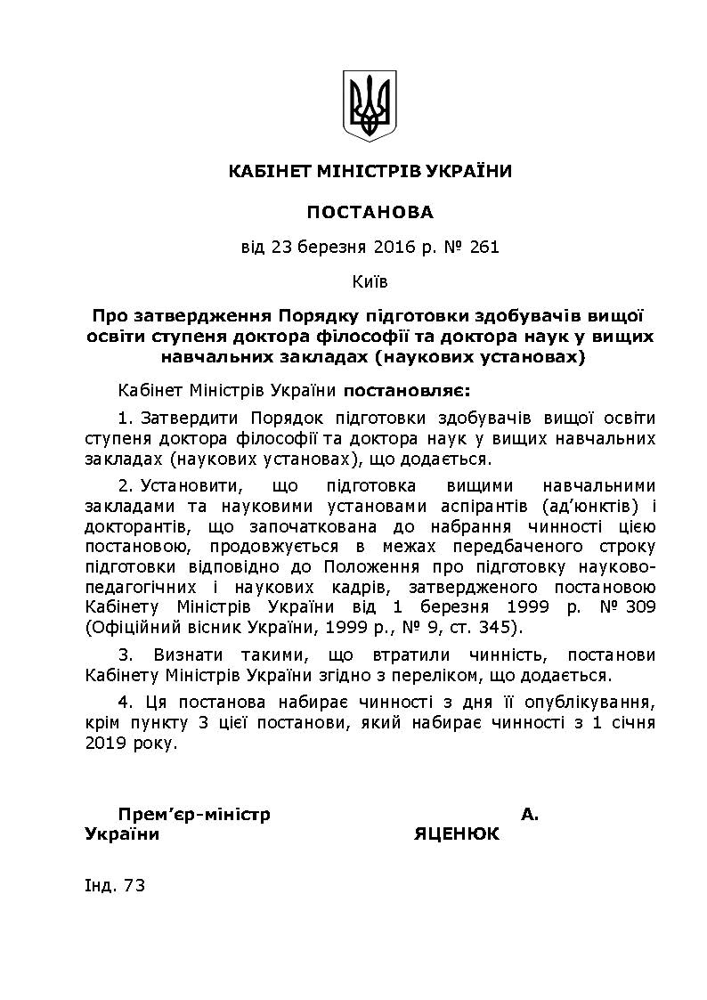 КАБІНЕТ МІНІСТРІВ УКРАЇНИ
ПОСТАНОВА
від 23 березня 2016 р. № 261
Київ
Про затвердження Порядку підготовки здобувачів вищої
освіти ступеня доктора філософії та доктора наук у вищих
навчальних закладах (наукових установах)
Кабінет Міністрів України постановляє:
1. Затвердити Порядок підготовки здобувачів вищої освіти
ступеня доктора філософії та доктора наук у вищих навчальних
закладах (наукових установах), що додається.
2. Установити, що підготовка вищими навчальними
закладами та науковими установами аспірантів (ад’юнктів) і
докторантів, що започаткована до набрання чинності цією
постановою, продовжується в межах передбаченого строку
підготовки відповідно до Положення про підготовку науково-
педагогічних і наукових кадрів, затвердженого постановою
Кабінету Міністрів України від 1 березня 1999 р. № 309
(Офіційний вісник України, 1999 р., № 9, ст. 345).
3. Визнати такими, що втратили чинність, постанови
Кабінету Міністрів України згідно з переліком, що додається.
4. Ця постанова набирає чинності з дня її опублікування,
крім пункту 3 цієї постанови, який набирає чинності з 1 січня
2019 року.
Прем’єр-міністр А.
України ЯЦЕНЮК
Інд. 73